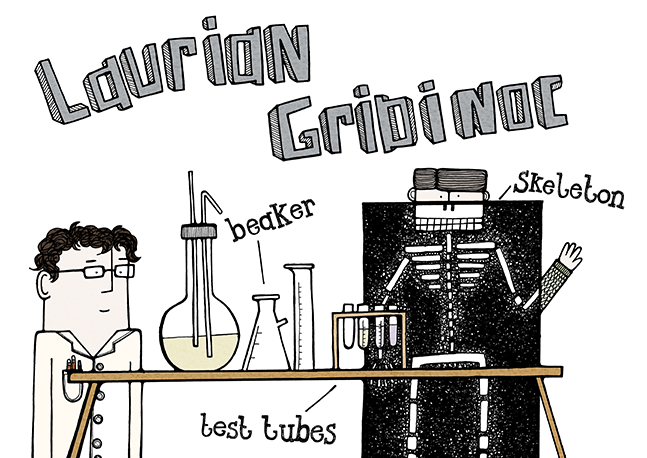 Laurian
Gribinoc
skeleton
beaker
test tubes